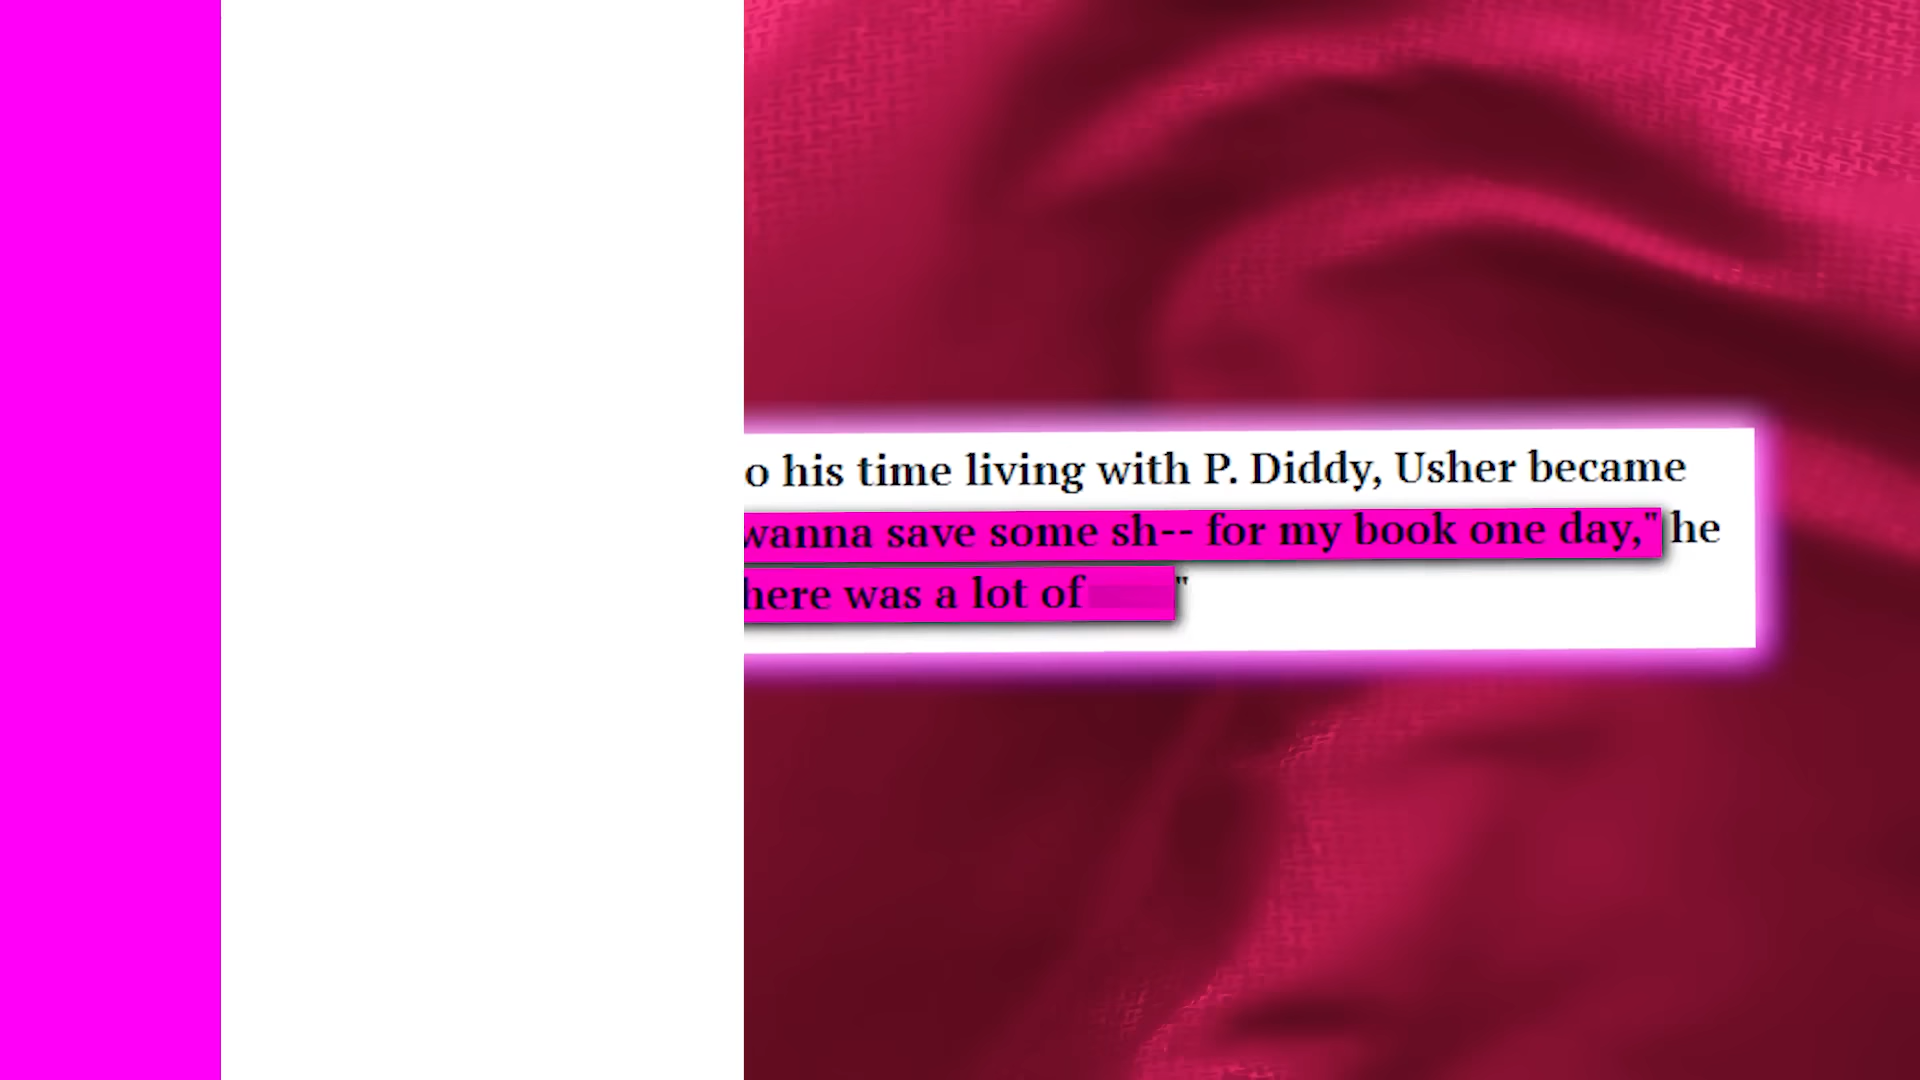 o his time living with P. Diddy, Usher became
wanna save some sh-- for my book one day," he
here was a lot of "